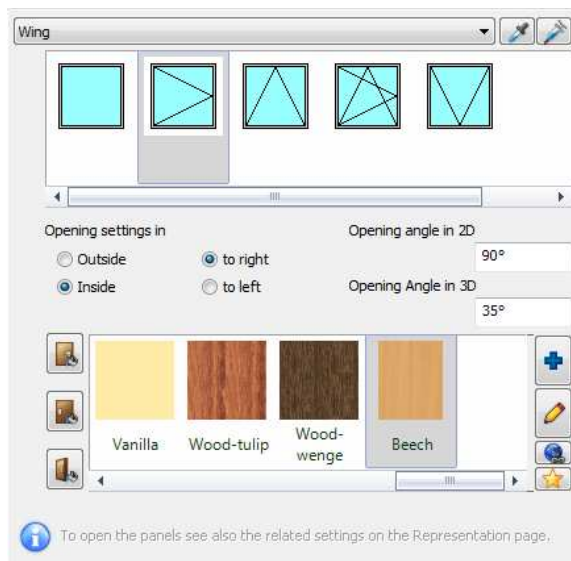 Wing
Opening settings in
Opening angle in 2D
Outside
to right
90°
Inside
to left
Opening Angle in 3D
35°
Vanilla
Wood-tulip
Wood-
wenge
Beech
To open the panels see also the related settings on the Representation page.